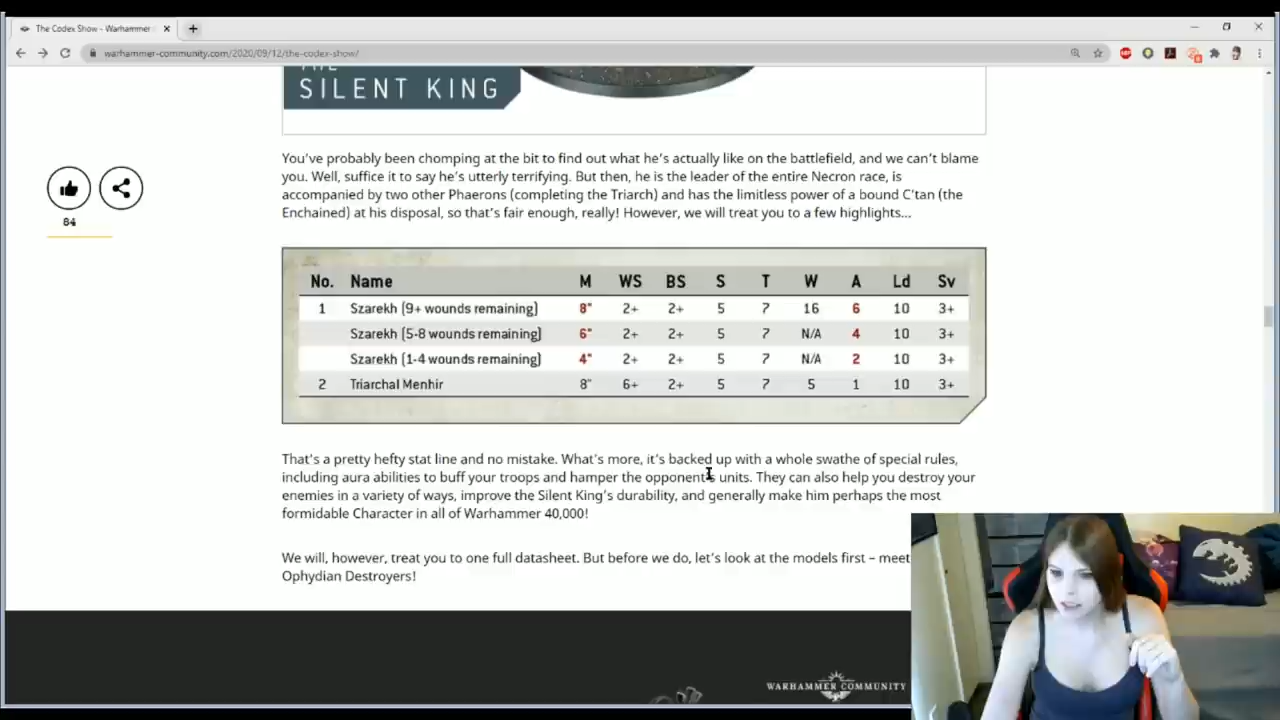 The Codex Show - Warhammer
warhammer-community.com/2020/09/12/the-codex-show/
SILENT KING
You've probably been chomping at the bit to find out what he's actually like on the battlefield, and we can't blame
you. Well, suffice it to say he's utterly terrifying. But then, he is the leader of the entire Necron race, is
accompanied by two other Phaerons (completing the Triarch) and has the limitless power of a bound C'tan (the
Enchained) at his disposal, so that's fair enough, really! However, we will treat you to a few highlights...
84
No. Name M WS BS S T W A Ld Sv
1 Szarekh (9+ wounds remaining) 8" 2+ 2+ 5 7 16 6 10 3+
Szarekh (5-8 wounds remaining) 6" 2+ 2+ 5 7 N/A 4 10 3+
Szarekh (1-4 wounds remaining) 4" 2+ 2+ 5 7 N/A 2 10 3+
2 Triarchal Menhir 8" 6+ 2+ 5 7 5 1 10 3+
That's a pretty hefty stat line and no mistake. What's more, it's backed up with a whole swathe of special rules,
including aura abilities to buff your troops and hamper the opponent's units. They can also help you destroy your
enemies in a variety of ways, improve the Silent King's durability, and generally make him perhaps the most
formidable Character in all of Warhammer 40,000!
We will, however, treat you to one full datasheet. But before we do, let's look at the models first – meet
Ophydian Destroyers!
WARHAMMER COMMUNITY